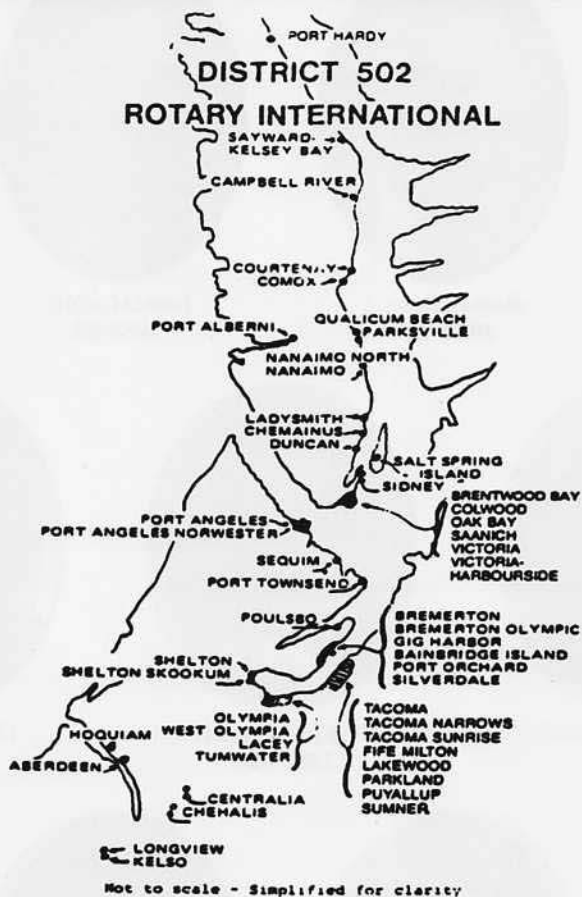 PORT HARDY
DISTRICT 502
ROTARY INTERNATIONAL
SAYWARD-
KELSEY BAY
CAMPBELL RIVER
COURTENAY
COMOX
QUALICUM BEACH
PARKSVILLE
PORT ALBERNI
NANAIMO NORTH
NANAIMO
LADYSMITH
CHEMAINUS
DUNCAN
SALT SPRING
ISLAND
SIDNEY
BRENTWOOD BAY
COLWOOD
OAK BAY
SAANICH
VICTORIA
VICTORIA-
HARBOURSIDE
PORT ANGELES
PORT ANGELES NORWESTER
SEQUIM
PORT TOWNSEND
POULSBO
BREMERTON
BREMERTON OLYMPIC
GIG HARBOR
BAINBRIDGE ISLAND
PORT ORCHARD
SILVERDALE
SHELTON
SHELTON SKOOKUM
OLYMPIA
WEST OLYMPIA
LACEY
TUMWATER
TACOMA
TACOMA NARROWS
TACOMA SUNRISE
FIFE MILTON
LAKEWOOD
PARKLAND
PUYALLUP
SUMNER
HOQUIAM
ABERDEEN
CENTRALIA
CHEHALIS
LONGVIEW
KELSO
Not to scale - Simplified for clarity